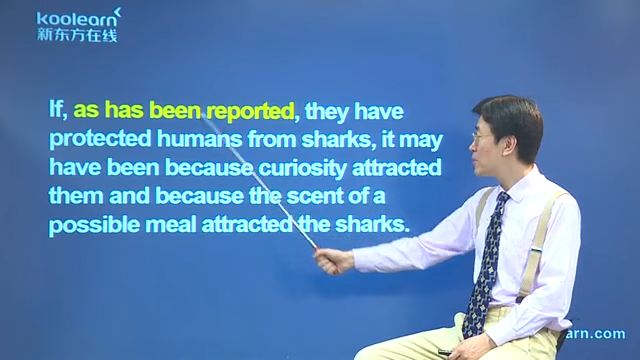 koolearn
新东方在线
If, as has been reported, they have
protected humans from sharks, it may
have been because curiosity attracted
them and because the scent of a
possible meal attracted the sharks.
arn.com